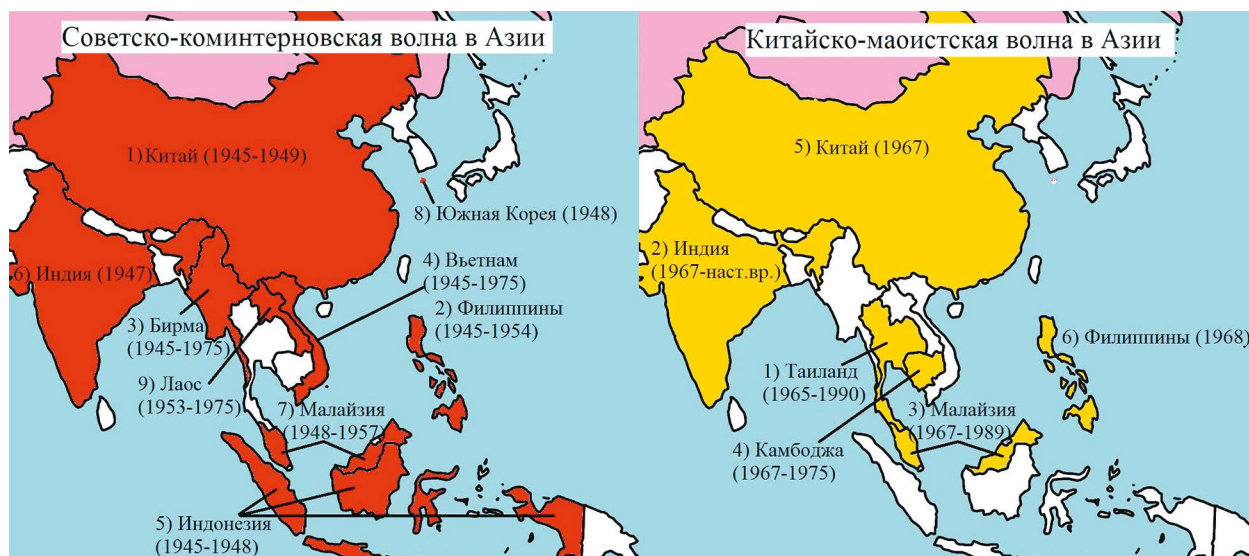 Советско-коминтерновская волна в Азии
1) Китай (1945-1949)
8) Южная Корея (1948)
6) Индия (1947)
4) Вьетнам
(1945-1975)
2) Филиппины
(1945-1954)
3) Бирма
(1945-1975)
9) Лаос
(1953-1975)
7) Малайзия
(1948-1957)
5) Индонезия
(1945-1948)
Китайско-маоистская волна в Азии
5) Китай (1967)
2) Индия
(1967-наст.вр.)
6) Филиппины (1968)
1) Таиланд
(1965-1990)
3) Малайзия
(1967-1989)
4) Камбоджа
(1967-1975)